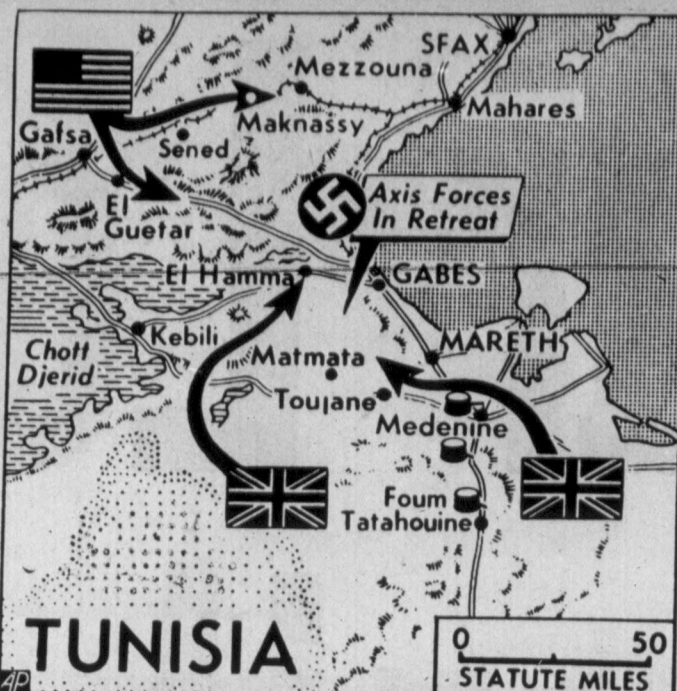 SFAX
Mezzouna
Mahares
Maknassy
Gafsa
Sened
El
Guetar
Axis Forces
In Retreat
El Hamma
GABES
Kebili
MARETH
Chott
Djerid
Matmata
Toujane
Medenine
Foum
Tatahouine
TUNISIA
0 50
STATUTE MILES
AP